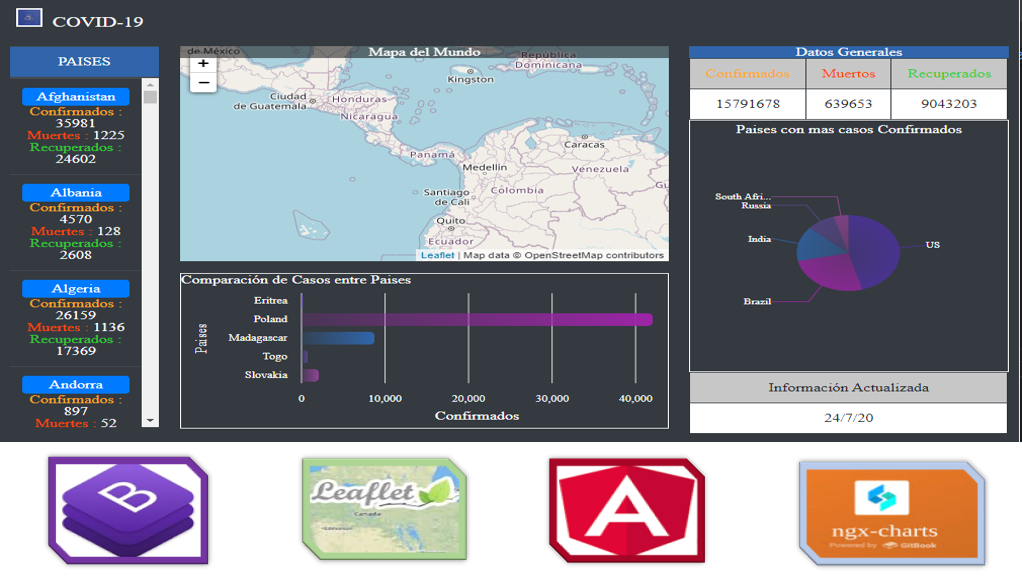 COVID-19
PAISES
Afghanistan
Confirmados :
35981
Muertes : 1225
Recuperados :
24602
Albania
Confirmados :
4570
Muertes : 128
Recuperados :
2608
Algeria
Confirmados :
26159
Muertes : 1136
Recuperados :
17369
Andorra
Confirmados :
897
Muertes : 52
Mapa del Mundo
de México
+
−
República
Dominicana
Kingston
Ciudad
de Guatemala
Honduras
Nicaragua
Caracas
Panamá
Medellín
Venezuela
Gu
Santiago
de Cali
Colombia
Quito
Ecuador
Leaflet | Map data © OpenStreetMap contributors
Comparación de Casos entre Paises
Paises
Eritrea
Poland
Madagascar
Togo
Slovakia
0 10,000 20,000 30,000 40,000
Confirmados
Datos Generales
Confirmados Muertos Recuperados
15791678 639653 9043203
Paises con mas casos Confirmados
South Afri...
Russia
India
US
Brazil
Información Actualizada
24/7/20
B
Leaflet
Canada
Edmonton
A
ngx-charts
Powered by GitBook